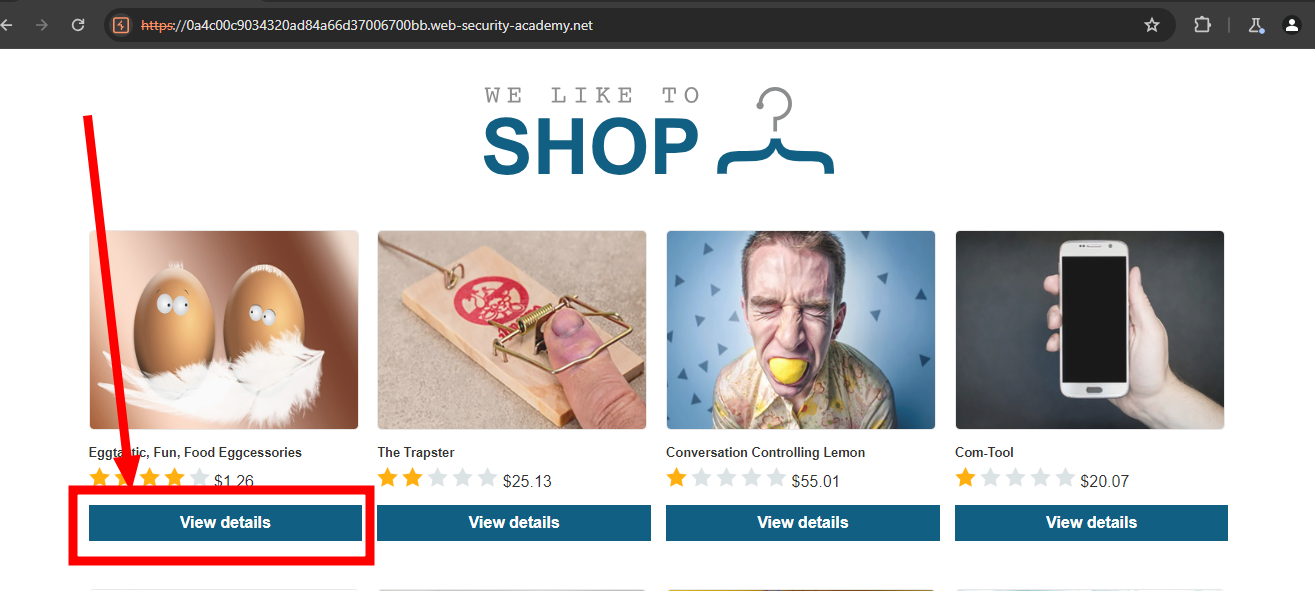 https://0a4c00c9034320ad84a66d37006700bb.web-security-academy.net
WE LIKE TO
SHOP
Eggtastic, Fun, Food Eggcessories
The Trapster
Conversation Controlling Lemon
Com-Tool
$1.26
$25.13
$55.01
$20.07
View details
View details
View details
View details